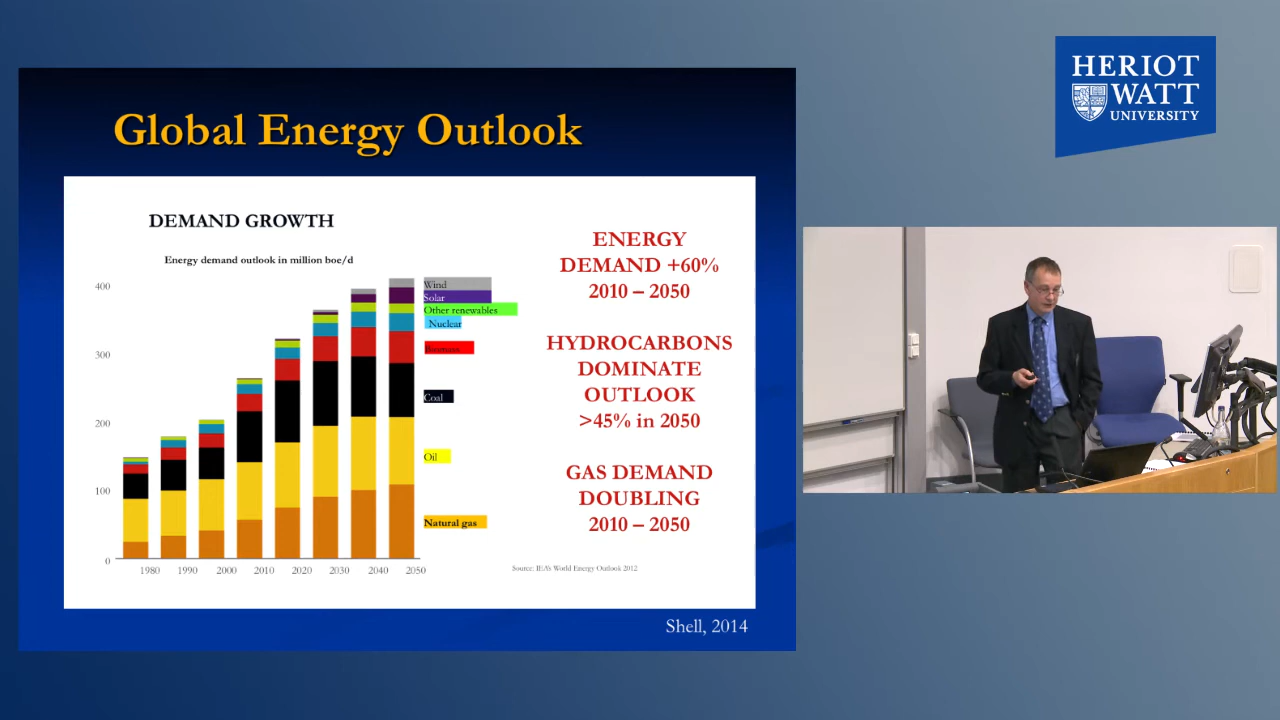 HERIOT
WATT
UNIVERSITY
Global Energy Outlook
DEMAND GROWTH
Energy demand outlook in million boe/d
400
300
200
100
0
1980 1990 2000 2010 2020 2030 2040 2050
Wind
Solar
Other renewables
Nuclear
Biomass
Coal
Oil
Natural gas
ENERGY
DEMAND +60%
2010 – 2050
HYDROCARBONS
DOMINATE
OUTLOOK
>45% in 2050
GAS DEMAND
DOUBLING
2010 – 2050
Source: IEA's World Energy Outlook 2012
Shell, 2014